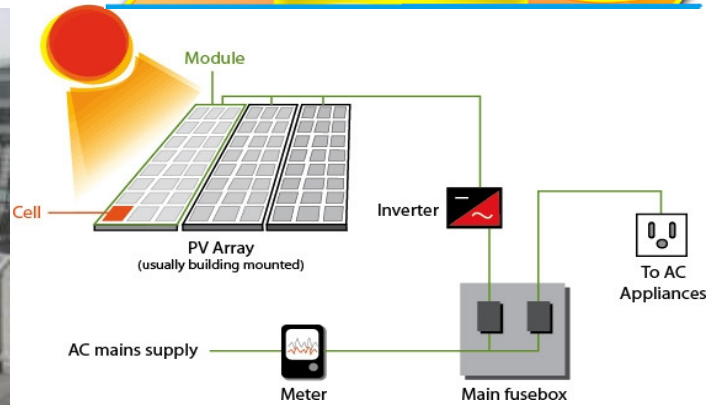 Module
Cell
PV Array
(usually building mounted)
Inverter
To AC
Appliances
AC mains supply
Meter
Main fusebox